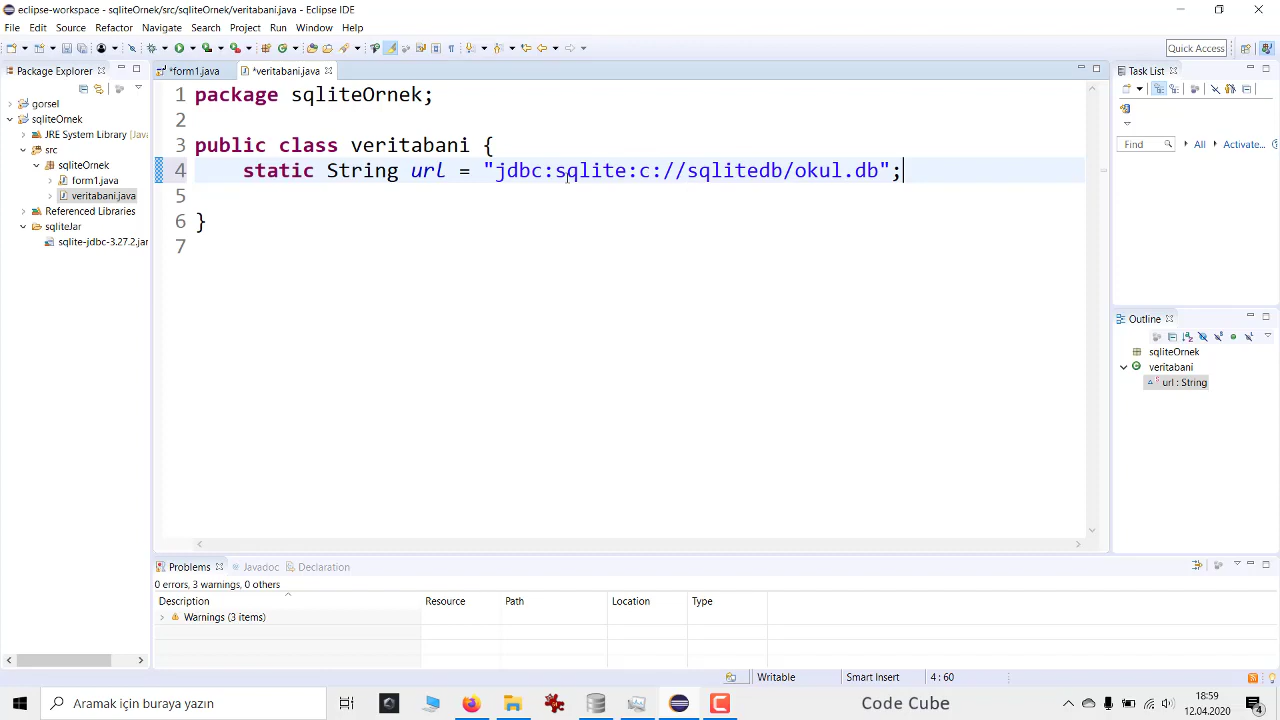 eclipse-workspace - sqliteOrnek/src/sqliteOrnek/veritabani.java - Eclipse IDE
File Edit Source Refactor Navigate Search Project Run Window Help
Quick Access
Package Explorer
*form1.java
*veritabani.java
Task List
gorsel
sqliteOrnek
JRE System Library [Java
src
sqliteOrnek
form1.java
veritabani.java
Referenced Libraries
sqliteJar
sqlite-jdbc-3.27.2.jar
1 package sqliteOrnek;
2
3 public class veritabani {
4 static String url = "jdbc:sqlite:c://sqlitedb/okul.db";
5
6 }
7
Find
All
Activate...
Outline
sqliteOrnek
veritabani
url : String
Problems
Javadoc
Declaration
0 errors, 3 warnings, 0 others
Description Resource Path Location Type
Warnings (3 items)
Writable Smart Insert 4 : 60
Aramak için buraya yazın
Code Cube
18:59
12.04.2020
4